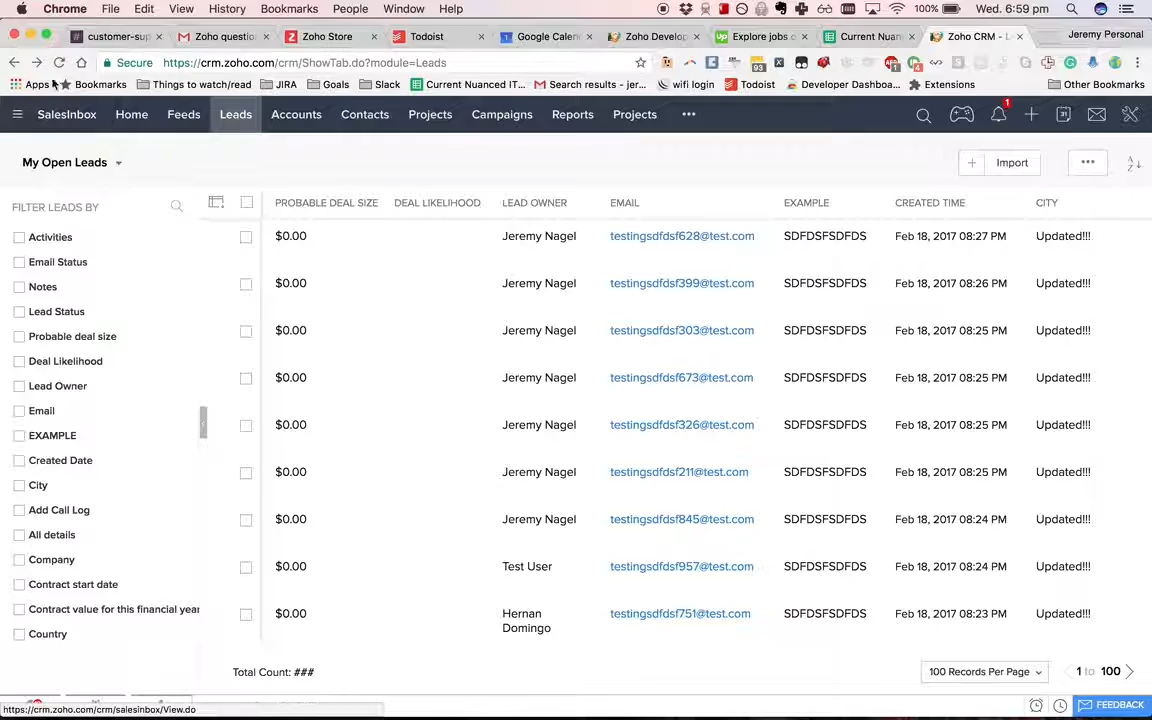 Chrome File Edit View History Bookmarks People Window Help 100% Wed. 6:59 pm
customer-sup Zoho question Zoho Store Todoist Google Calen Zoho Develop Explore jobs Current Nuan Zoho CRM - L Jeremy Personal
Secure https://crm.zoho.com/crm/ShowTab.do?module=Leads
Apps Bookmarks Things to watch/read JIRA Goals Slack Current Nuanced IT... Search results - jer... wifi login Todoist Developer Dashboa... Extensions Other Bookmarks
SalesInbox Home Feeds Leads Accounts Contacts Projects Campaigns Reports Projects ••• 1
My Open Leads Import •••
FILTER LEADS BY
PROBABLE DEAL SIZE DEAL LIKELIHOOD LEAD OWNER EMAIL EXAMPLE CREATED TIME CITY
Activities
Email Status
Notes
Lead Status
Probable deal size
Deal Likelihood
Lead Owner
Email
EXAMPLE
Created Date
City
Add Call Log
All details
Company
Contract start date
Contract value for this financial year
Country
$0.00 Jeremy Nagel testingsdfdsf628@test.com SDFDSFSDFDS Feb 18, 2017 08:27 PM Updated!!!
$0.00 Jeremy Nagel testingsdfdsf399@test.com SDFDSFSDFDS Feb 18, 2017 08:26 PM Updated!!!
$0.00 Jeremy Nagel testingsdfdsf303@test.com SDFDSFSDFDS Feb 18, 2017 08:25 PM Updated!!!
$0.00 Jeremy Nagel testingsdfdsf673@test.com SDFDSFSDFDS Feb 18, 2017 08:25 PM Updated!!!
$0.00 Jeremy Nagel testingsdfdsf326@test.com SDFDSFSDFDS Feb 18, 2017 08:25 PM Updated!!!
$0.00 Jeremy Nagel testingsdfdsf211@test.com SDFDSFSDFDS Feb 18, 2017 08:25 PM Updated!!!
$0.00 Jeremy Nagel testingsdfdsf845@test.com SDFDSFSDFDS Feb 18, 2017 08:24 PM Updated!!!
$0.00 Test User testingsdfdsf957@test.com SDFDSFSDFDS Feb 18, 2017 08:24 PM Updated!!!
$0.00 Hernan Domingo testingsdfdsf751@test.com SDFDSFSDFDS Feb 18, 2017 08:23 PM Updated!!!
Total Count: ### 100 Records Per Page 1 to 100
https://crm.zoho.com/crm/salesinbox/View.do FEEDBACK